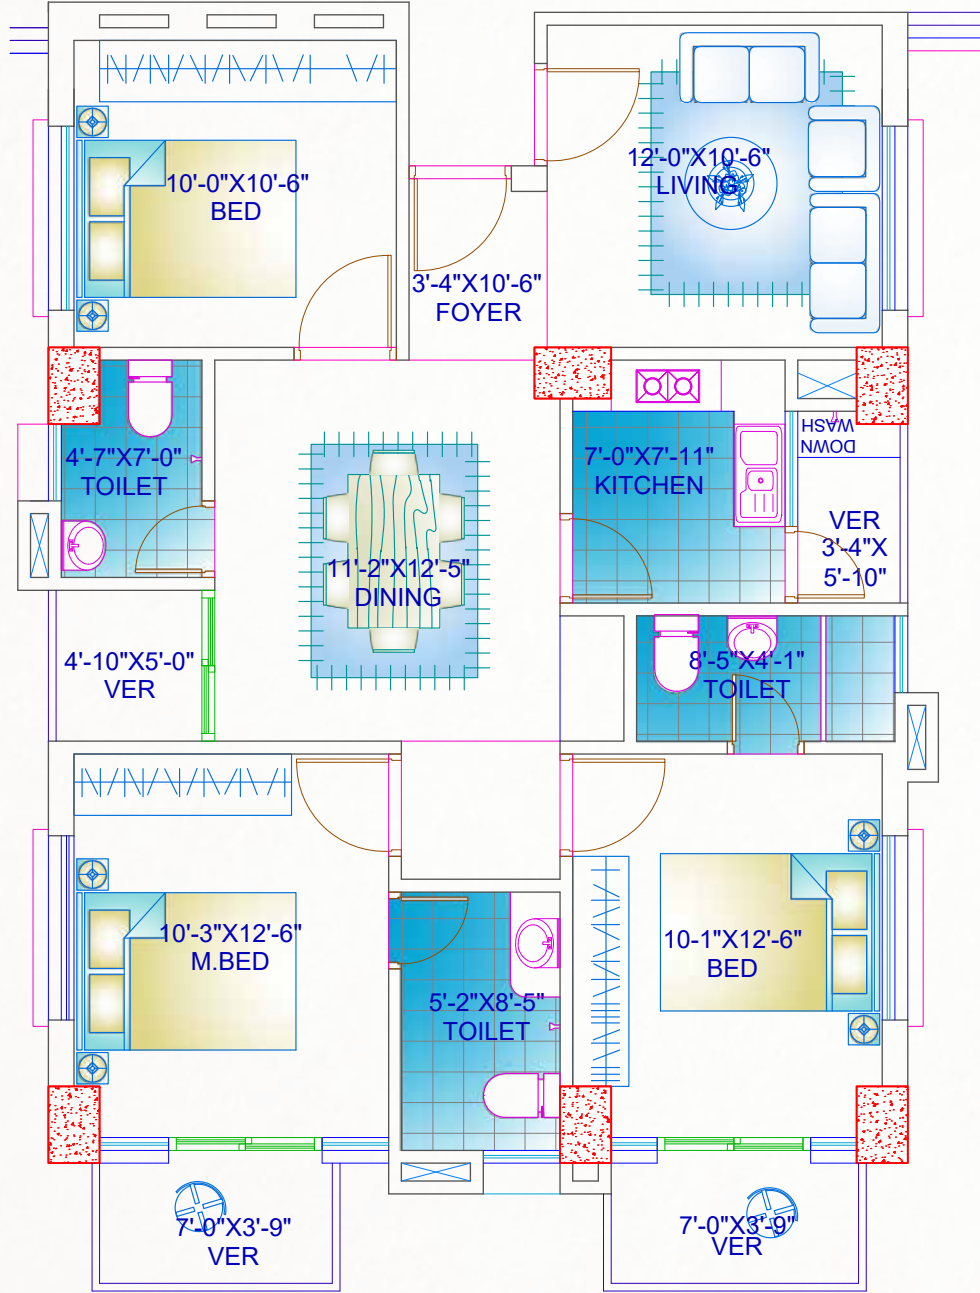 12'-0"X10'-6"
LIVING
10'-0"X10'-6"
BED
3'-4"X10'-6"
FOYER
WASH
DOWN
4'-7"X7'-0"
TOILET
7'-0"X7'-11"
KITCHEN
VER
3'-4"X
5'-10"
11'-2"X12'-5"
DINING
4'-10"X5'-0"
VER
8'-5"X4'-1"
TOILET
10'-3"X12'-6"
M.BED
10-1"X12'-6"
BED
5'-2"X8'-5"
TOILET
7'-0"X3'-9"
VER
7'-0"X3'-9"
VER